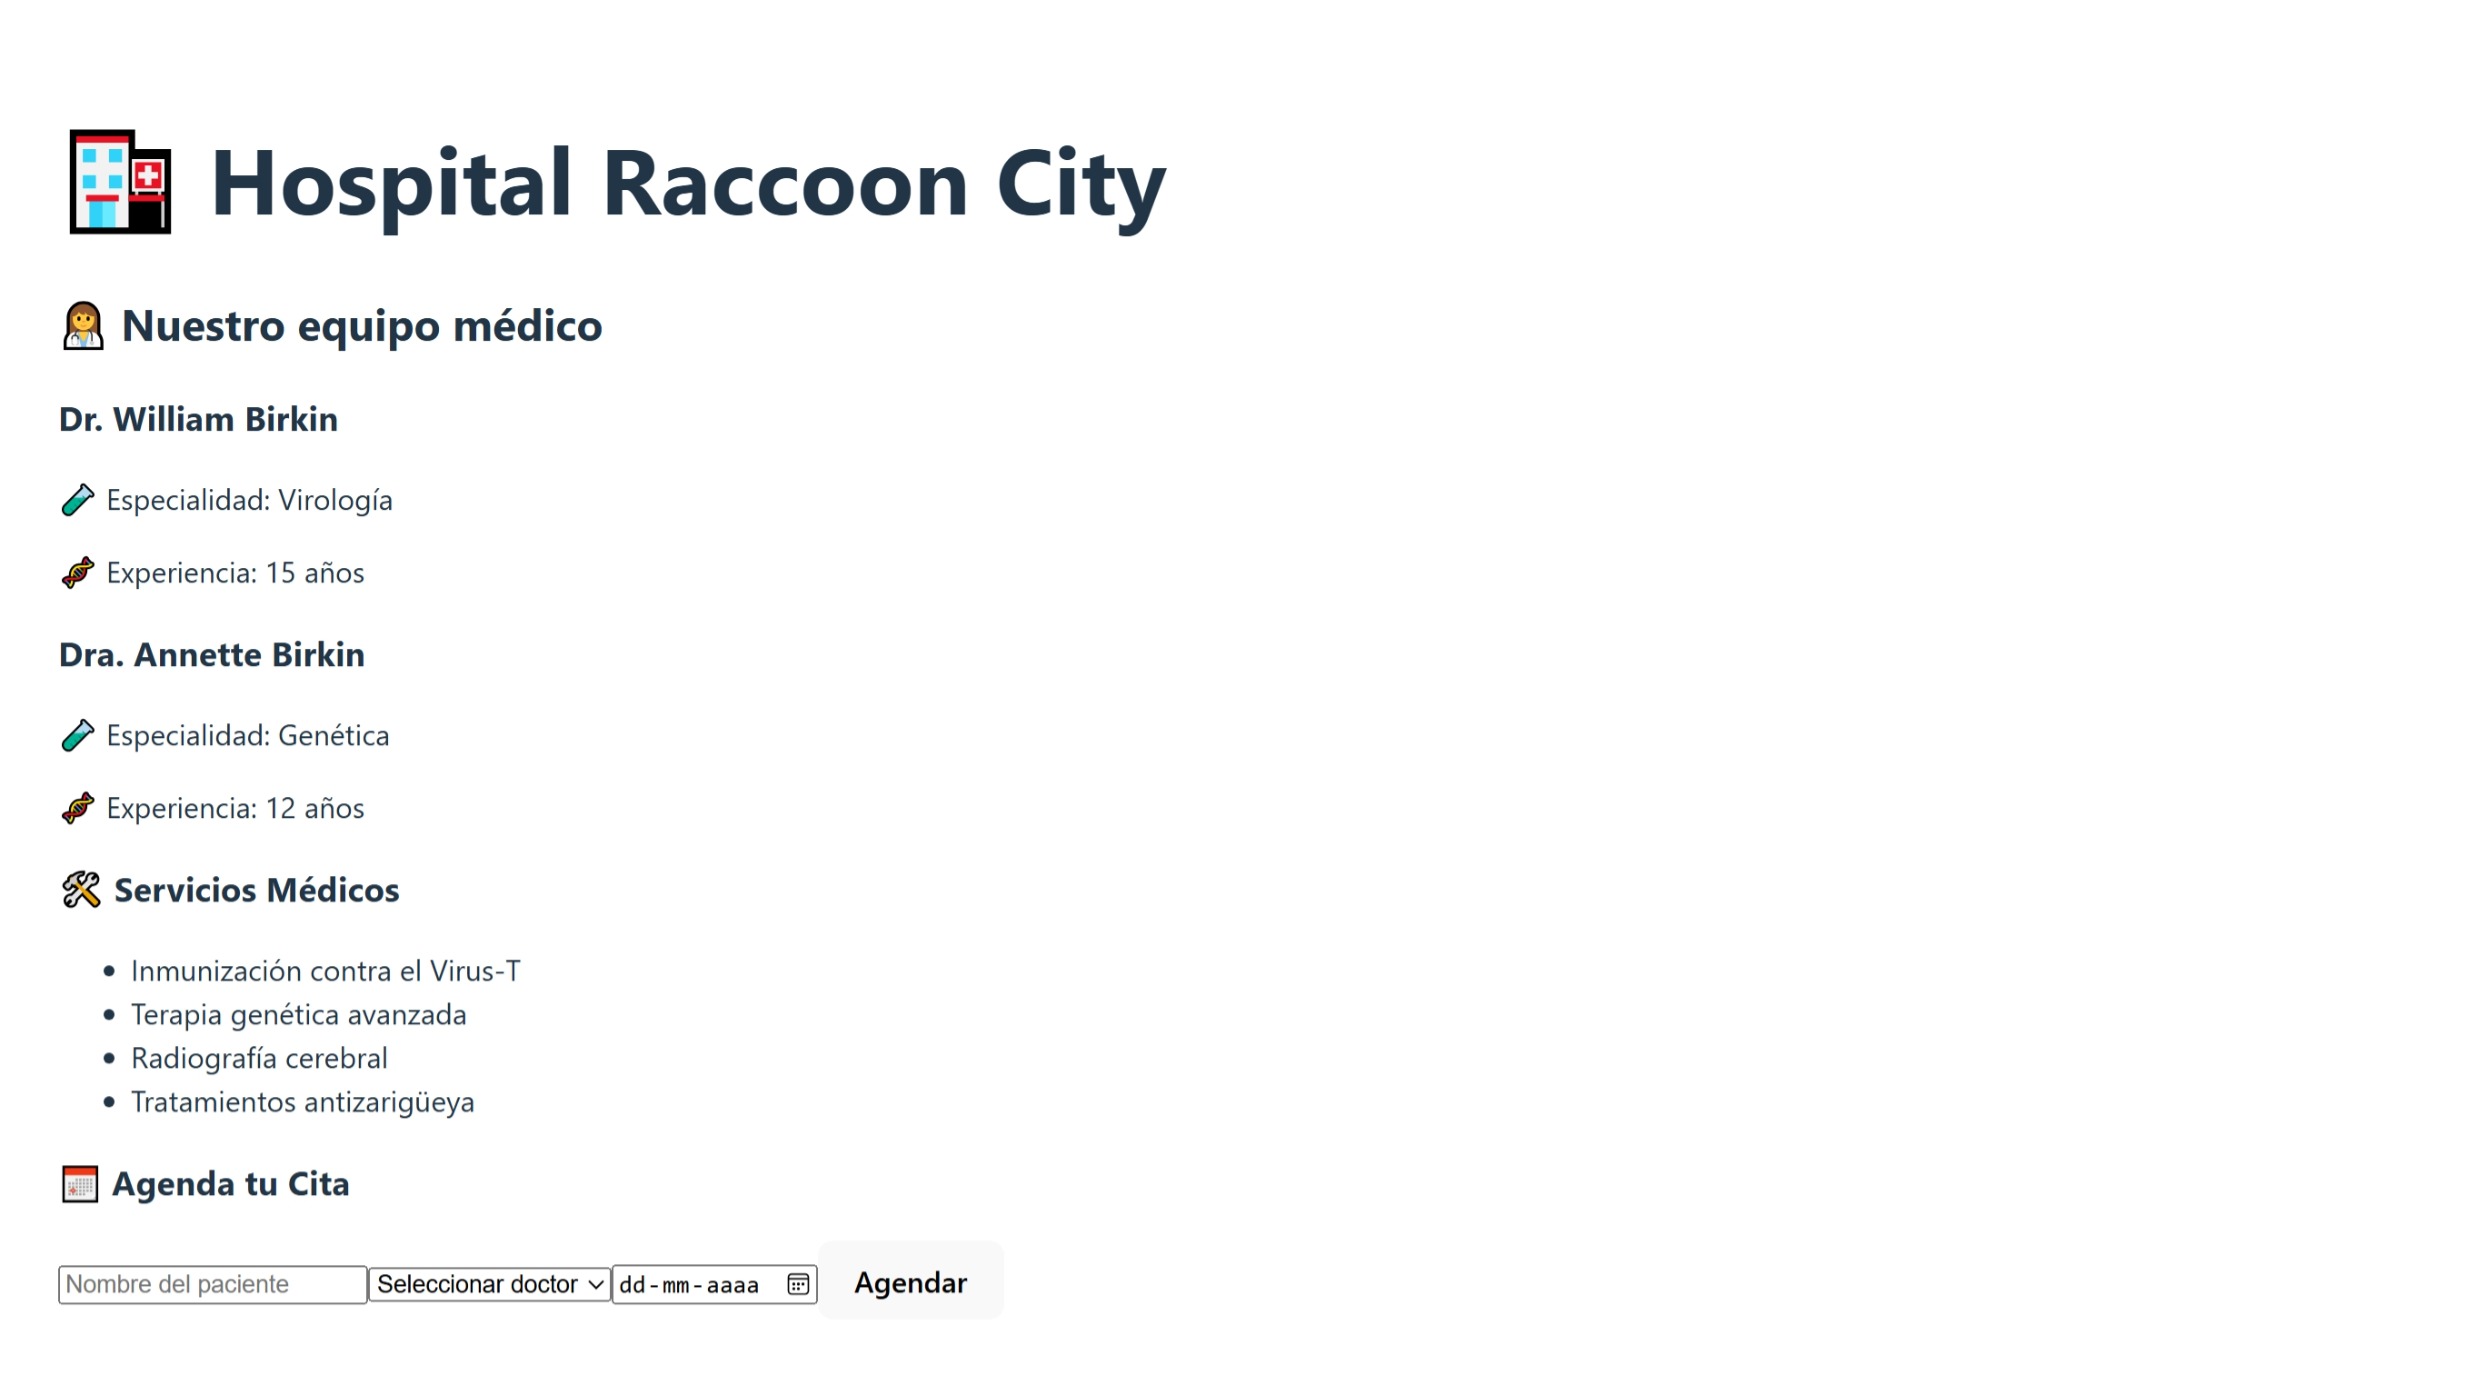 Hospital Raccoon City
Nuestro equipo médico
Dr. William Birkin
Especialidad: Virología
Experiencia: 15 años
Dra. Annette Birkin
Especialidad: Genética
Experiencia: 12 años
Servicios Médicos
Inmunización contra el Virus-T
Terapia genética avanzada
Radiografía cerebral
Tratamientos antizarigüeya
Agenda tu Cita
Nombre del paciente Seleccionar doctor dd-mm-aaaa Agendar